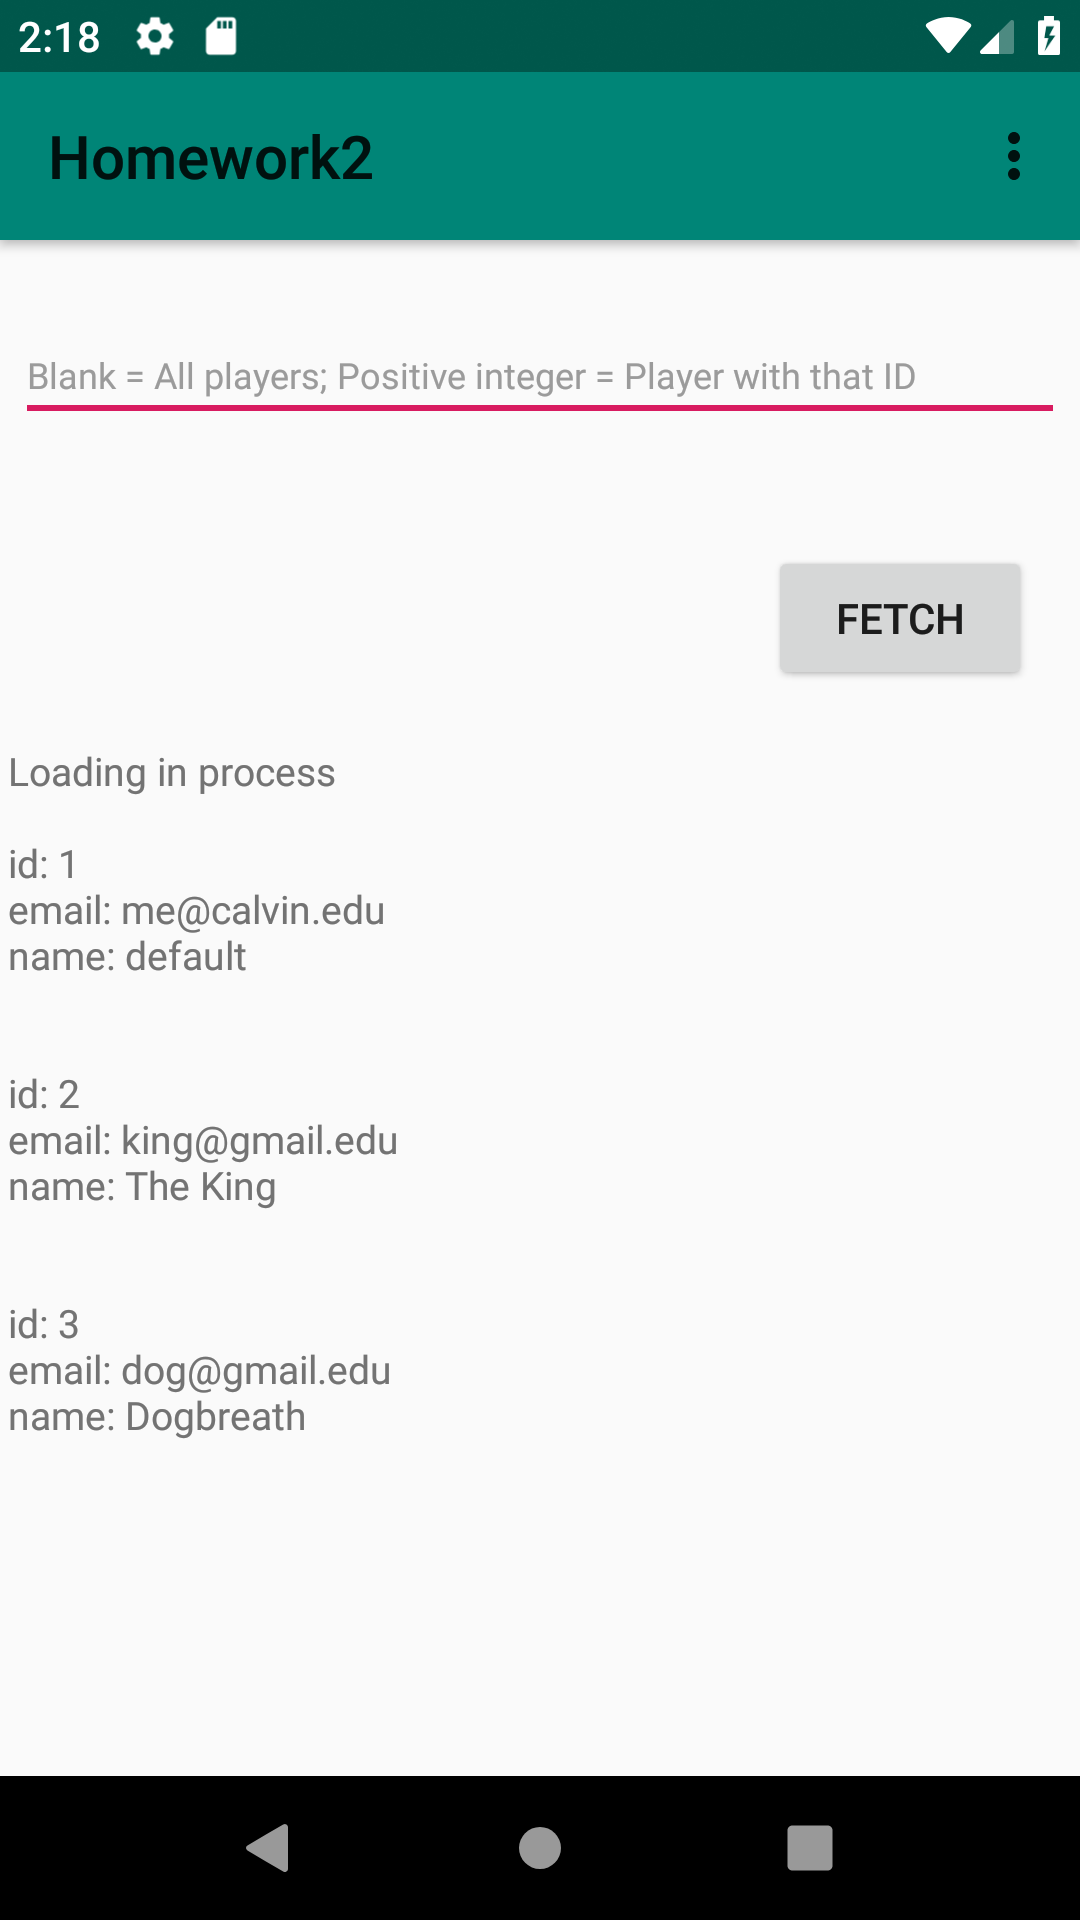 2:18
Homework2
Blank = All players; Positive integer = Player with that ID
FETCH
Loading in process
id: 1
email: me@calvin.edu
name: default
id: 2
email: king@gmail.edu
name: The King
id: 3
email: dog@gmail.edu
name: Dogbreath